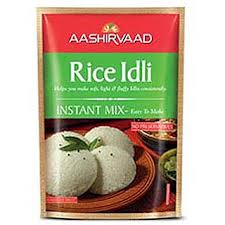 AASHIRVAAD
Rice Idli
Helps you make soft, light & fluffy Idlis consistently.
INSTANT MIX- Easy To Make
NO PRESERVATIVES